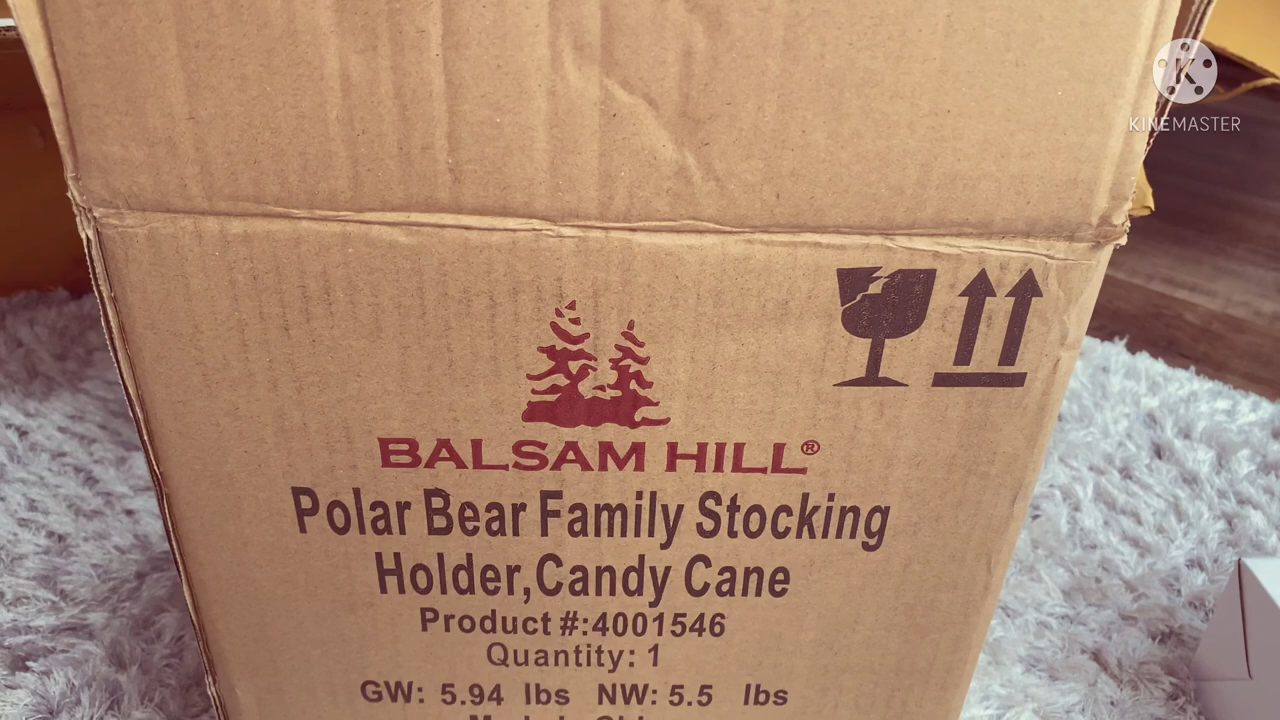 K
KINEMASTER
BALSAM HILL®
Polar Bear Family Stocking
Holder,Candy Cane
Product #:4001546
Quantity: 1
GW: 5.94 lbs NW: 5.5 lbs